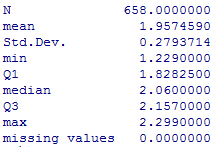 N 658.0000000
mean 1.9574590
Std.Dev. 0.2793714
min 1.2290000
Q1 1.8282500
median 2.0600000
Q3 2.1570000
max 2.2990000
missing values 0.0000000